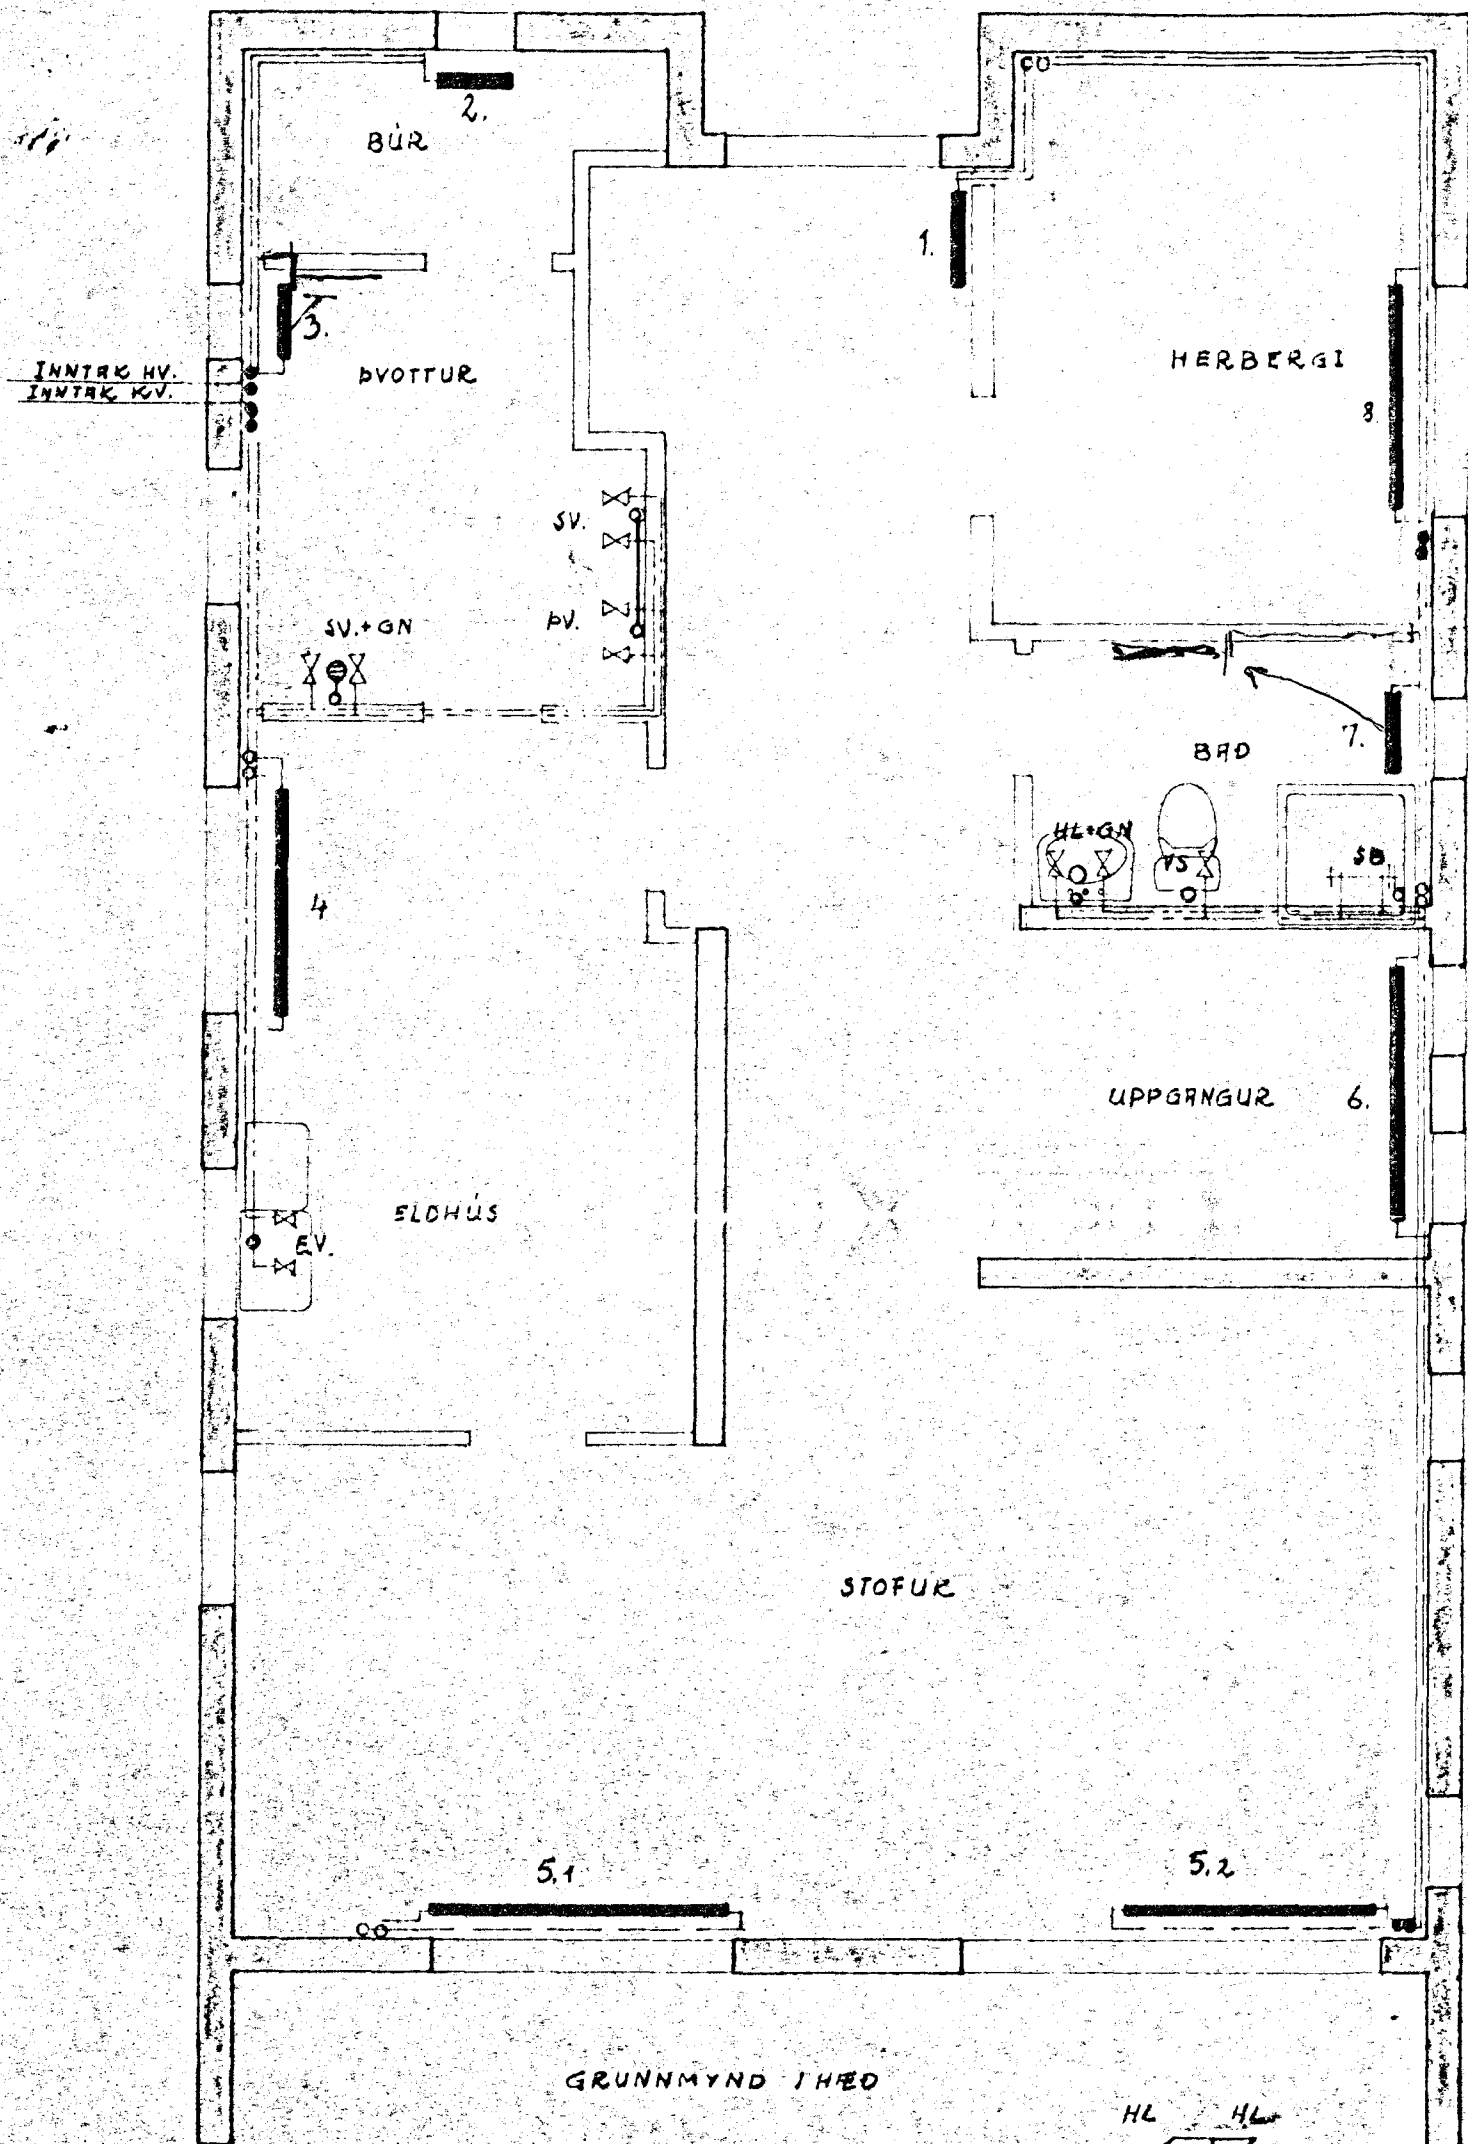 2.
BÚR
1.
3.
INNTAK HV.
INNTAK KV.
ÞVOTTUR
HERBERGI
8.
SV.
ÞV.
SV.+GN
7.
BAÐ
HL+GN
VS
SB
4
UPPGANGUR
6.
ELDHÚS
EV.
STOFUR
5.1
5.2
GRUNNMYND 1 HÆÐ
HL HL